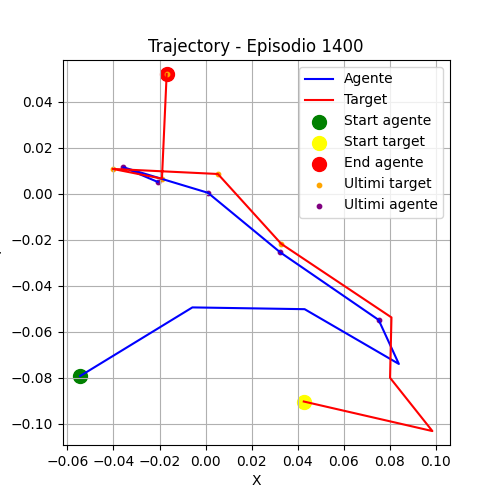 Trajectory - Episodio 1400
Agente
Target
Start agente
Start target
End agente
Ultimi target
Ultimi agente
0.04
0.02
0.00
−0.02
−0.04
−0.06
−0.08
−0.10
−0.06 −0.04 −0.02 0.00 0.02 0.04 0.06 0.08 0.10
X